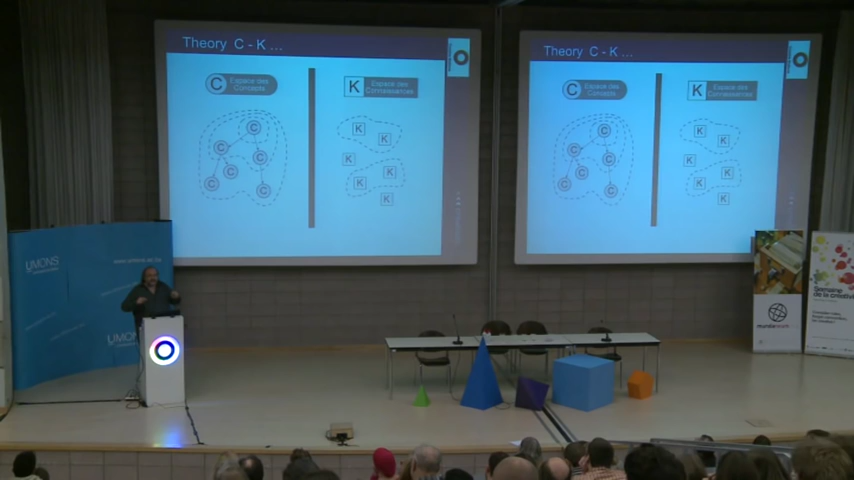 Theory C - K ...
C
Espace des
Concepts
K
Espace des
Connaissances
C
C
C
C
C
C
K
K
K
K
K
K
Theory C - K ...
C
Espace des
Concepts
K
Espace des
Connaissances
C
C
C
C
C
C
K
K
K
K
K
K
UMONS
UMONS
Semaine
de la créativi